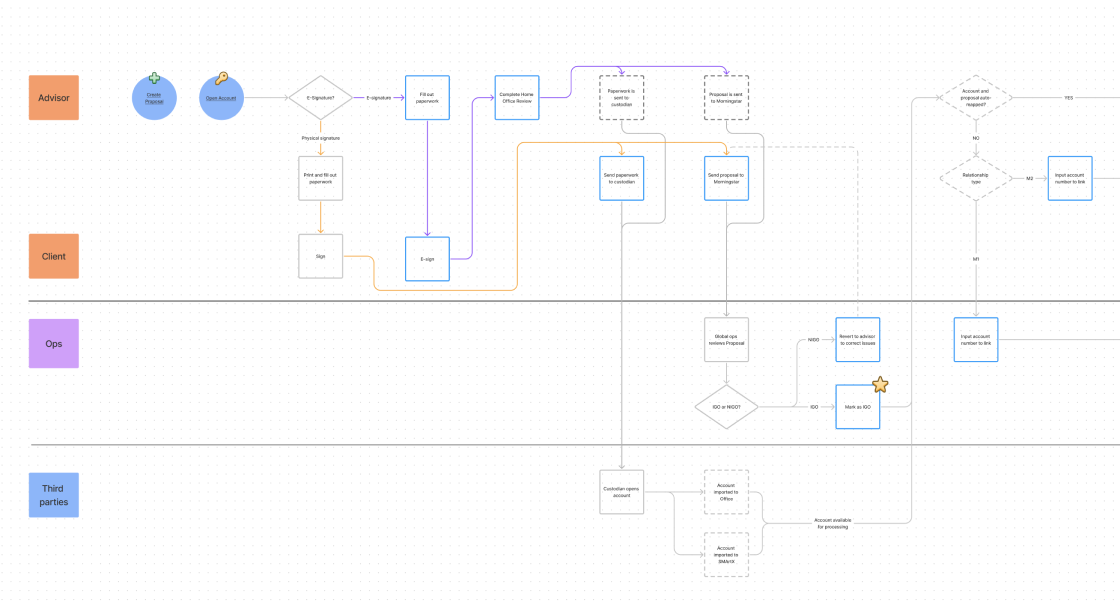 Advisor
Create
Proposal
Open Account
E-Signature?
E-signature
Fill out
paperwork
Complete Home
Office Review
Paperwork is
sent to
custodian
Proposal is sent
to Morningstar
Account and
proposal auto-
mapped?
YES
Physical signature
NO
Print and fill out
paperwork
Send paperwork
to custodian
Send proposal to
Morningstar
Relationship
type
M2
Input account
number to link
Client
Sign
E-sign
M1
Ops
Global ops
reviews Proposal
NIGO
Revert to advisor
to correct issues
Input account
number to link
IGO or NIGO?
IGO
Mark as IGO
Third
parties
Custodian opens
account
Account
imported to
Office
Account available
for processing
Account
imported to
SMArtX